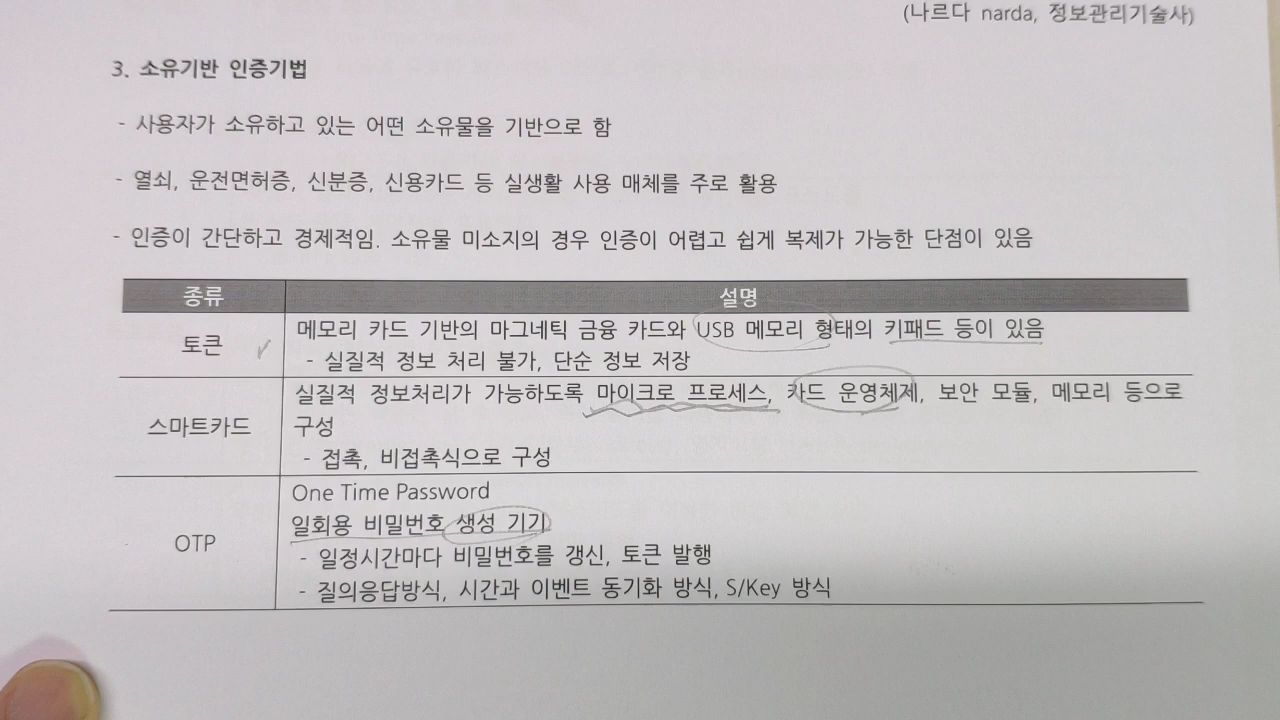 (나르다 narda, 정보관리기술사)
3. 소유기반 인증기법
- 사용자가 소유하고 있는 어떤 소유물을 기반으로 함
- 열쇠, 운전면허증, 신분증, 신용카드 등 실생활 사용 매체를 주로 활용
- 인증이 간단하고 경제적임. 소유물 미소지의 경우 인증이 어렵고 쉽게 복제가 가능한 단점이 있음
종류 설명
토큰
메모리 카드 기반의 마그네틱 금융 카드와 USB 메모리 형태의 키패드 등이 있음
- 실질적 정보 처리 불가, 단순 정보 저장
스마트카드
실질적 정보처리가 가능하도록 마이크로 프로세스, 카드 운영체제, 보안 모듈, 메모리 등으로
구성
- 접촉, 비접촉식으로 구성
OTP
One Time Password
일회용 비밀번호 생성 기기
- 일정시간마다 비밀번호를 갱신, 토큰 발행
- 질의응답방식, 시간과 이벤트 동기화 방식, S/Key 방식